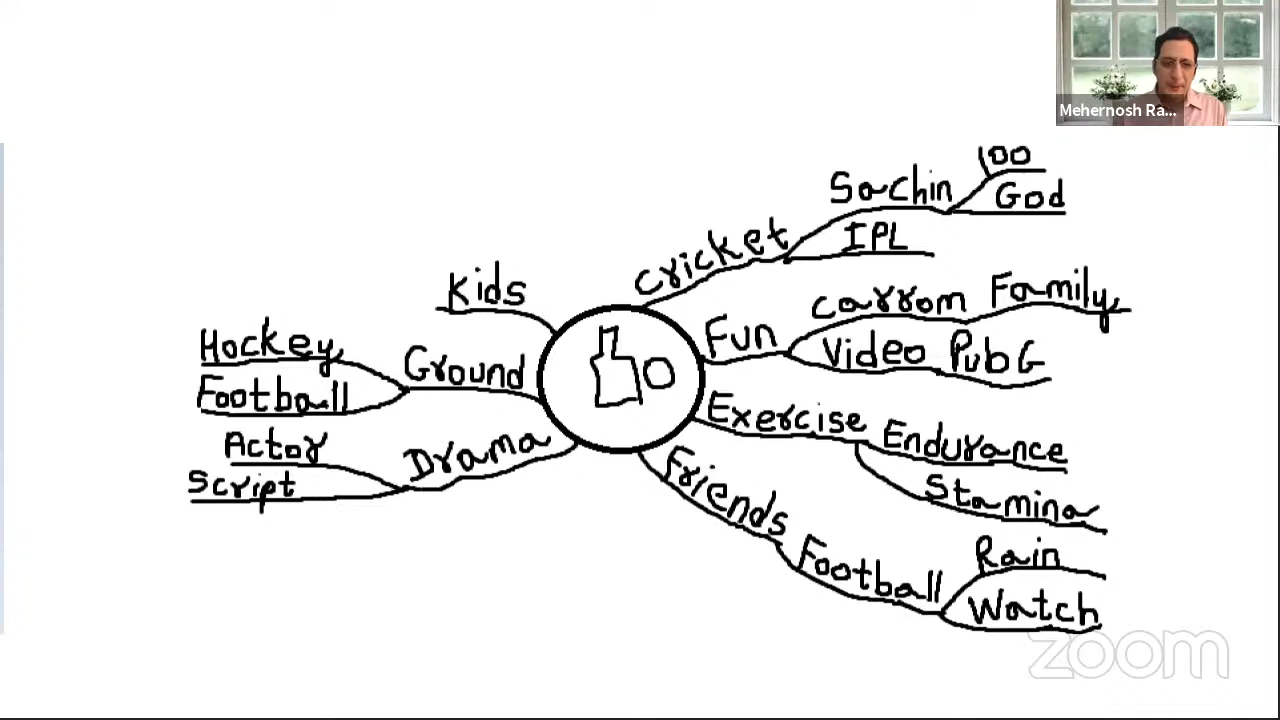 Mehernosh Ra...
100
Sachin
God
Cricket
IPL
Kids
Carrom Family
Fun
Video PubG
Hockey
Ground
Football
Exercise
Endurance
Actor
Drama
Script
Stamina
Friends
Football
Rain
Watch
zoom